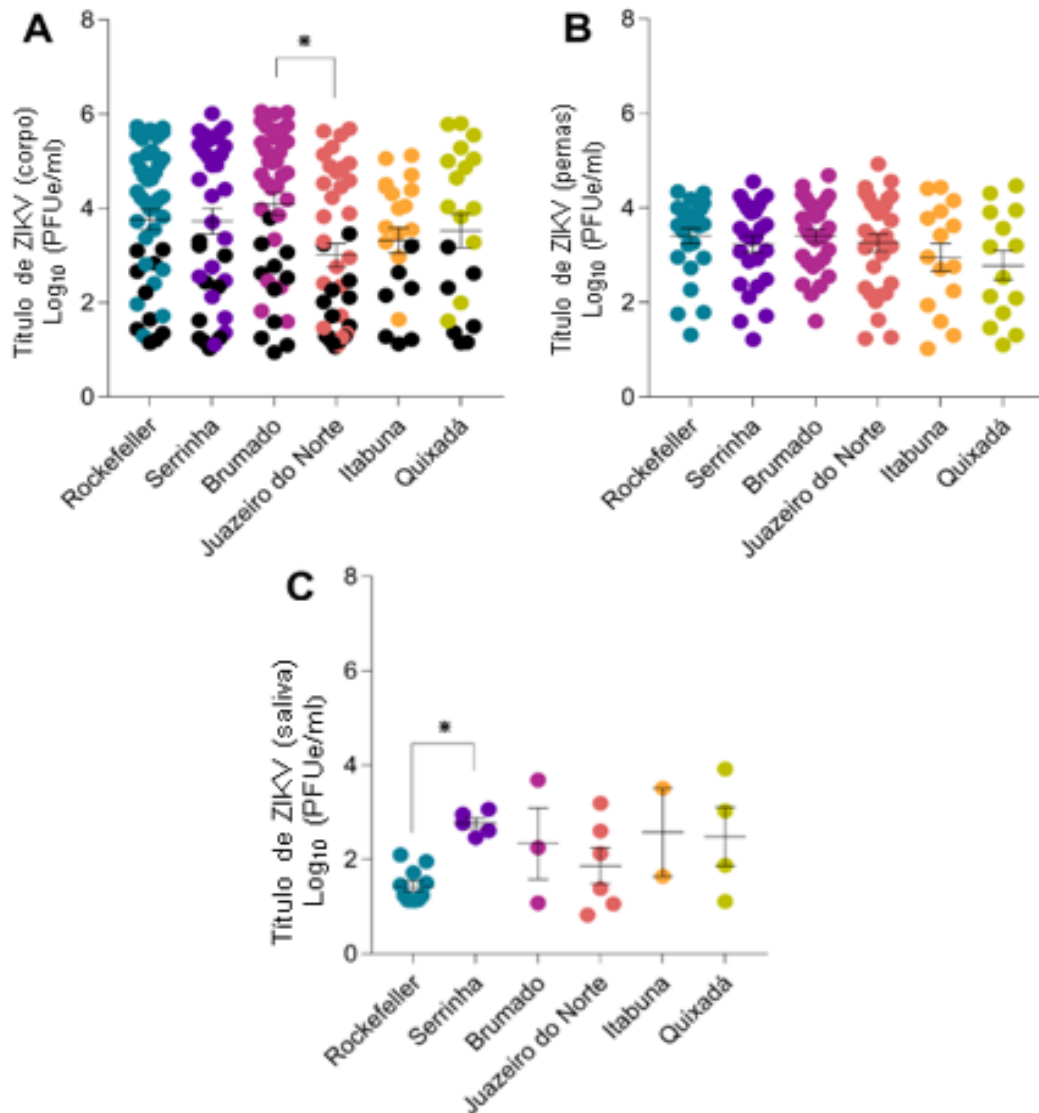 A
Título de ZIKV (corpo)
Log₁₀ (PFUe/ml)
8
6
4
2
0
*
Rockefeller
Serrinha
Brumado
Juazeiro do Norte
Itabuna
Quixadá
B
Título de ZIKV (pernas)
Log₁₀ (PFUe/ml)
8
6
4
2
0
Rockefeller
Serrinha
Brumado
Juazeiro do Norte
Itabuna
Quixadá
C
Título de ZIKV (saliva)
Log₁₀ (PFUe/ml)
8
6
4
2
0
*
Rockefeller
Serrinha
Brumado
Juazeiro do Norte
Itabuna
Quixadá